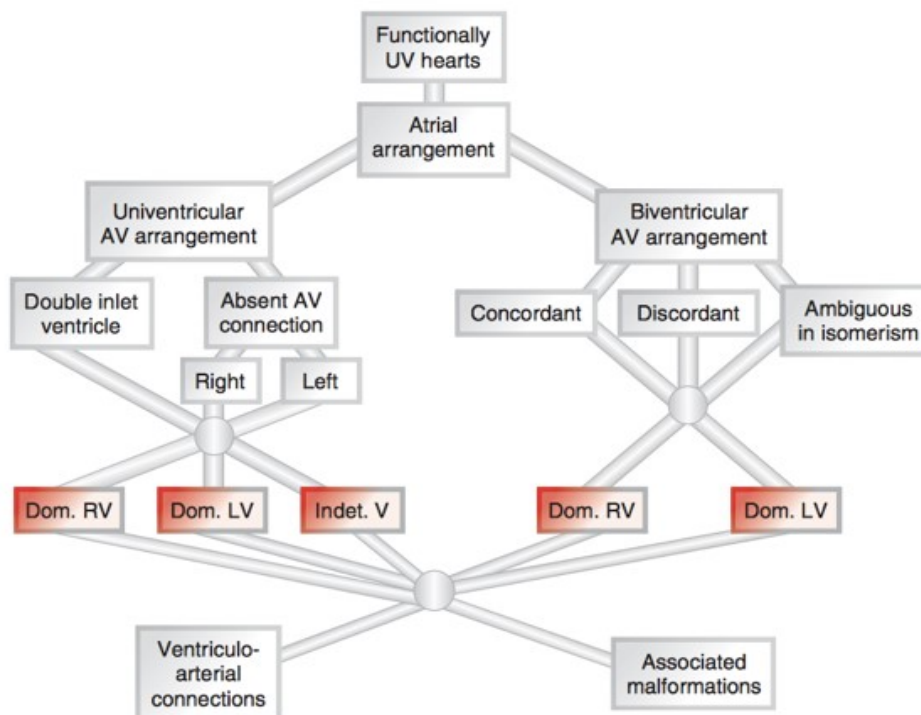 Functionally
UV hearts
Atrial
arrangement
Univentricular
AV arrangement
Biventricular
AV arrangement
Double inlet
ventricle
Absent AV
connection
Concordant
Discordant
Ambiguous
in isomerism
Right
Left
Dom. RV
Dom. LV
Indet. V
Dom. RV
Dom. LV
Ventriculo-
arterial
connections
Associated
malformations